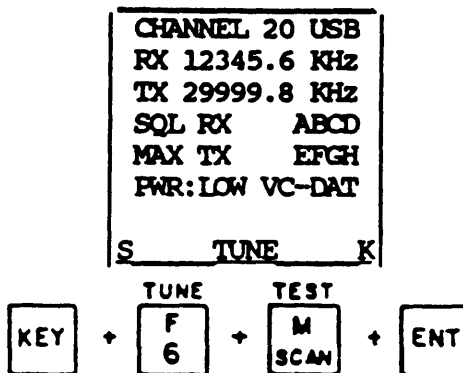 CHANNEL 20 USB
RX 12345.6 KHz
TX 29999.8 KHz
SQL RX ABCD
MAX TX EFGH
PWR:LOW VC-DAT
S TUNE K
TUNE TEST
KEY + F 6 + M SCAN + ENT